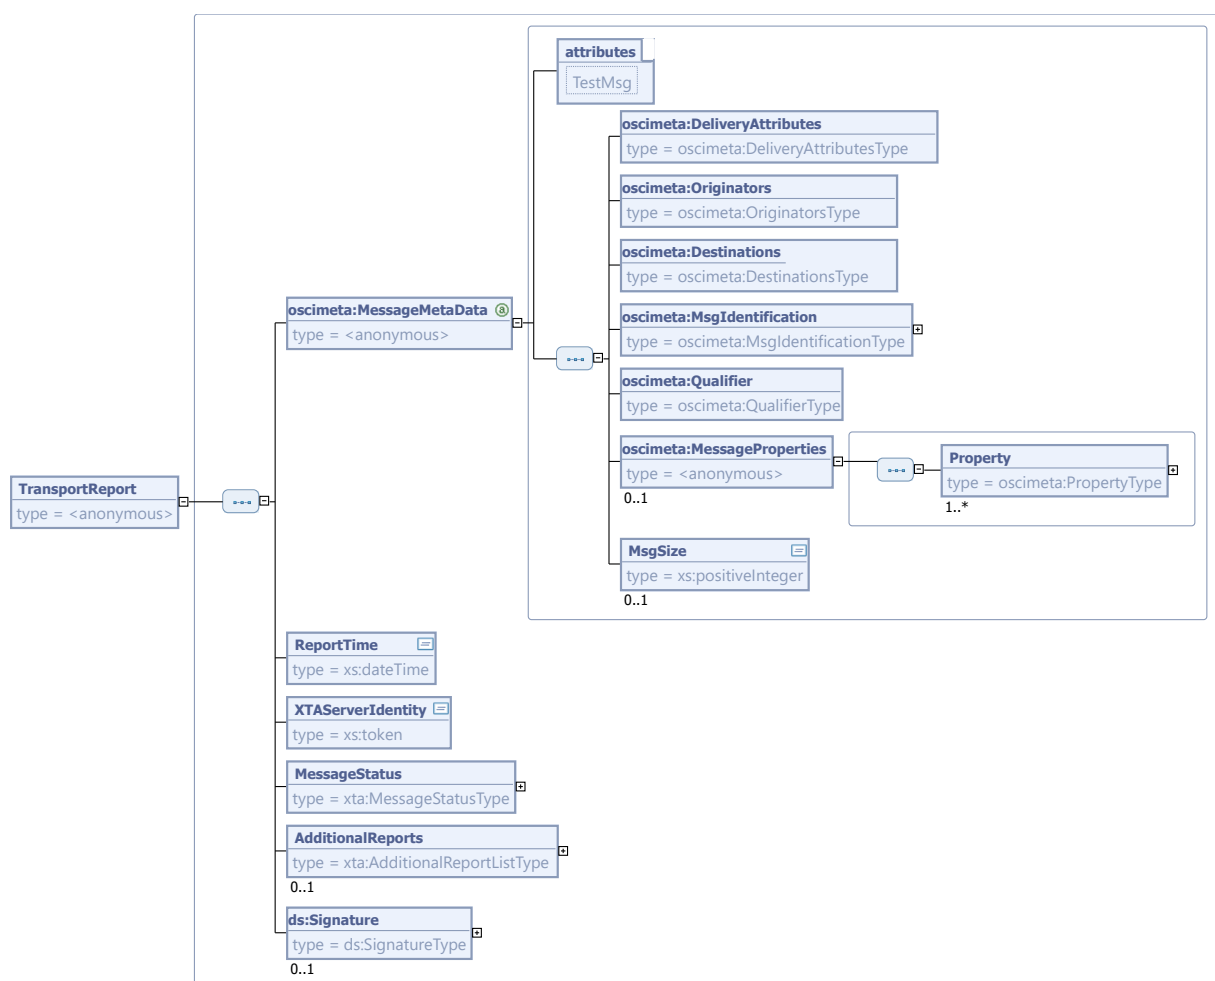 attributes
TestMsg
oscimeta:DeliveryAttributes
type = oscimeta:DeliveryAttributesType
oscimeta:Originators
type = oscimeta:OriginatorsType
oscimeta:Destinations
type = oscimeta:DestinationsType
oscimeta:MessageMetaData a
type = <anonymous>
oscimeta:MsgIdentification
type = oscimeta:MsgIdentificationType
oscimeta:Qualifier
type = oscimeta:QualifierType
oscimeta:MessageProperties
type = <anonymous>
0..1
Property
type = oscimeta:PropertyType
1..*
TransportReport
type = <anonymous>
MsgSize
type = xs:positiveInteger
0..1
ReportTime
type = xs:dateTime
XTAServerIdentity
type = xs:token
MessageStatus
type = xta:MessageStatusType
AdditionalReports
type = xta:AdditionalReportListType
0..1
ds:Signature
type = ds:SignatureType
0..1